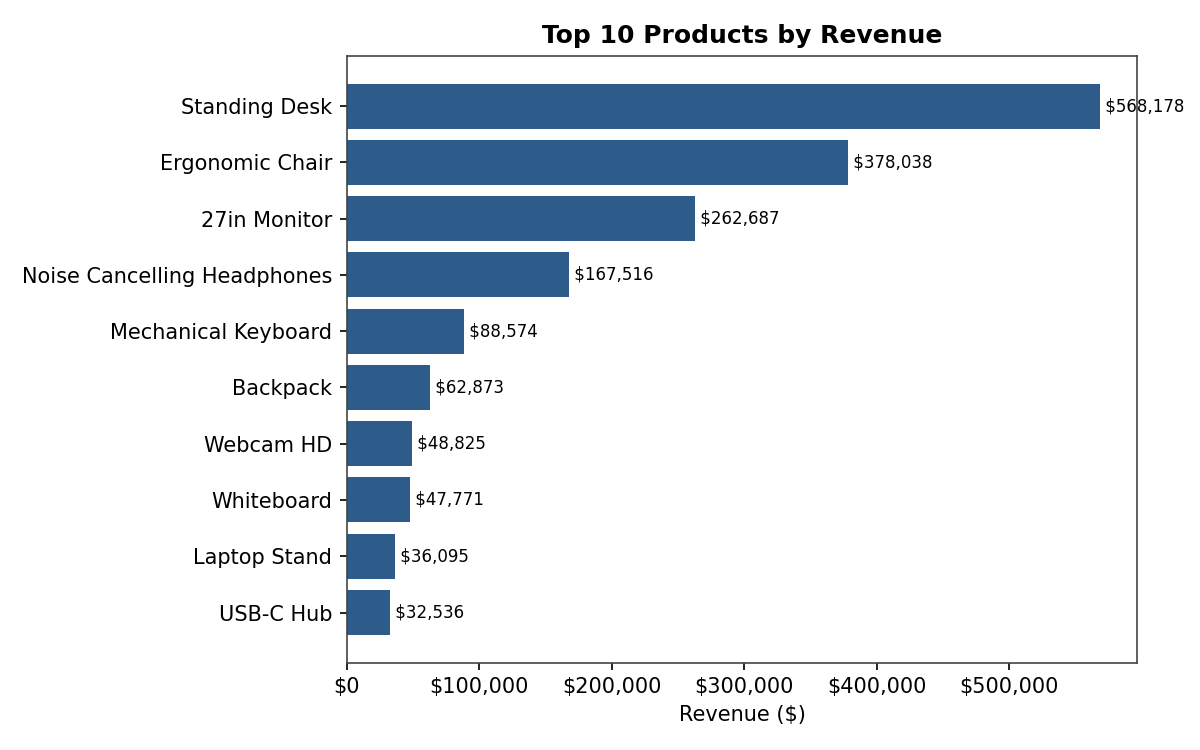 Top 10 Products by Revenue
Standing Desk $568,178
Ergonomic Chair $378,038
27in Monitor $262,687
Noise Cancelling Headphones $167,516
Mechanical Keyboard $88,574
Backpack $62,873
Webcam HD $48,825
Whiteboard $47,771
Laptop Stand $36,095
USB-C Hub $32,536
$0 $100,000 $200,000 $300,000 $400,000 $500,000
Revenue ($)